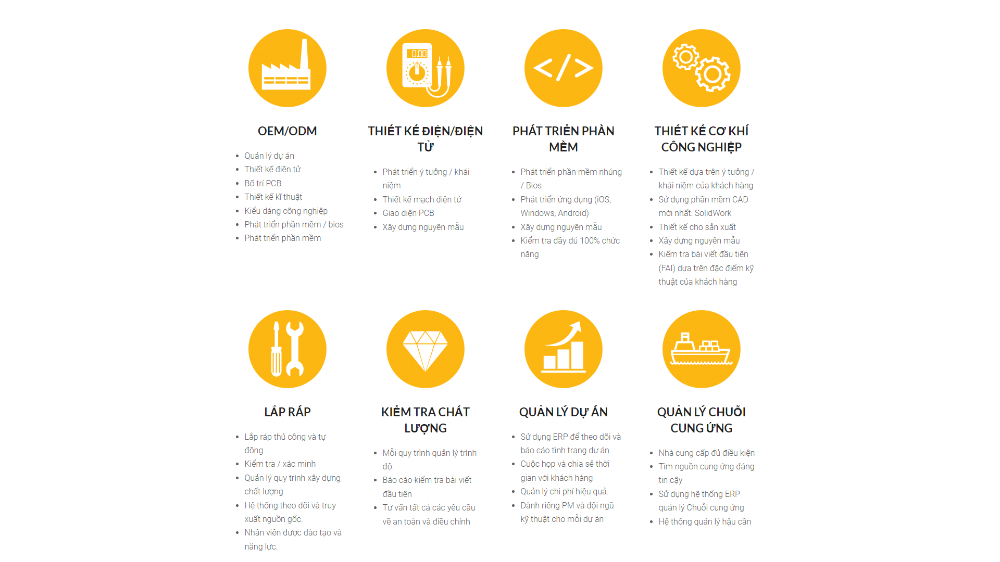 0.00
OEM/ODM
• Quản lý dự án
• Thiết kế điện tử
• Bố trí PCB
• Thiết kế kĩ thuật
• Kiểu dáng công nghiệp
• Phát triển phần mềm / bios
• Phát triển phần mềm
THIẾT KẾ ĐIỆN/ĐIỆN
TỬ
• Phát triển ý tưởng / khái
niệm
• Thiết kế mạch điện tử
• Giao diện PCB
• Xây dựng nguyên mẫu
PHÁT TRIỂN PHẦN
MỀM
• Phát triển phần mềm nhúng
/ Bios
• Phát triển ứng dụng (iOS,
Windows, Android)
• Xây dựng nguyên mẫu
• Kiểm tra đầy đủ 100% chức
năng
THIẾT KẾ CƠ KHÍ
CÔNG NGHIỆP
• Thiết kế dựa trên ý tưởng /
khái niệm của khách hàng
• Sử dụng phần mềm CAD
mới nhất: SolidWork
• Thiết kế cho sản xuất
• Xây dựng nguyên mẫu
• Kiểm tra bài viết đầu tiên
(FAI) dựa trên đặc điểm kỹ
thuật của khách hàng
LẮP RÁP
• Lắp ráp thủ công và tự
động
• Kiểm tra / xác minh
• Quản lý quy trình xây dựng
chất lượng
• Hệ thống theo dõi và truy
xuất nguồn gốc.
• Nhân viên được đào tạo và
năng lực.
KIỂM TRA CHẤT
LƯỢNG
• Mỗi quy trình quản lý trình
độ.
• Báo cáo kiểm tra bài viết
đầu tiên
• Tư vấn tất cả các yêu cầu
về an toàn và điều chỉnh
QUẢN LÝ DỰ ÁN
• Sử dụng ERP để theo dõi và
báo cáo tình trạng dự án.
• Cuộc họp và chia sẻ thời
gian với khách hàng
• Quản lý chi phí hiệu quả.
• Dành riêng PM và đội ngũ
kỹ thuật cho mỗi dự án
QUẢN LÝ CHUỖI
CUNG ỨNG
• Nhà cung cấp đủ điều kiện
• Tìm nguồn cung ứng đáng
tin cậy
• Sử dụng hệ thống ERP
quản lý Chuỗi cung ứng
• Hệ thống quản lý hậu cần